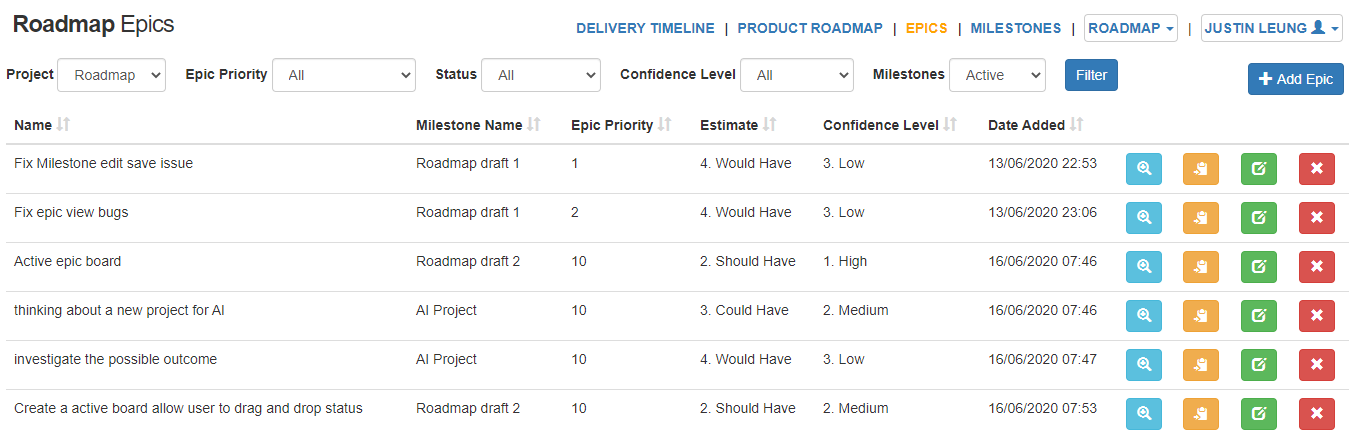 Roadmap Epics
DELIVERY TIMELINE | PRODUCT ROADMAP | EPICS | MILESTONES | ROADMAP | JUSTIN LEUNG
Project Roadmap Epic Priority All Status All Confidence Level All Milestones Active Filter Add Epic
Name Milestone Name Epic Priority Estimate Confidence Level Date Added
Fix Milestone edit save issue Roadmap draft 1 1 4. Would Have 3. Low 13/06/2020 22:53
Fix epic view bugs Roadmap draft 1 2 4. Would Have 3. Low 13/06/2020 23:06
Active epic board Roadmap draft 2 10 2. Should Have 1. High 16/06/2020 07:46
thinking about a new project for AI AI Project 10 3. Could Have 2. Medium 16/06/2020 07:46
investigate the possible outcome AI Project 10 4. Would Have 3. Low 16/06/2020 07:47
Create a active board allow user to drag and drop status Roadmap draft 2 10 2. Should Have 2. Medium 16/06/2020 07:53